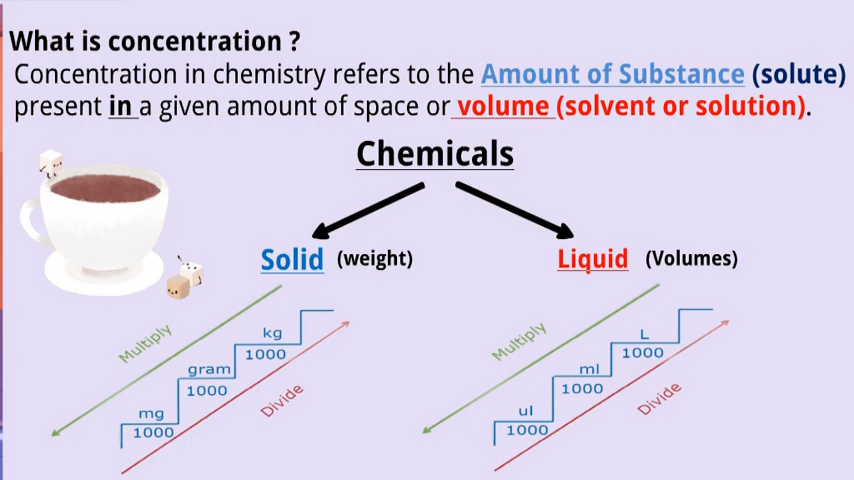 What is concentration ?
Concentration in chemistry refers to the Amount of Substance (solute)
present in a given amount of space or volume (solvent or solution).
Chemicals
Solid (weight)
Liquid (Volumes)
Multiply
kg
1000
gram
1000
mg
1000
Divide
Multiply
L
1000
ml
1000
ul
1000
Divide